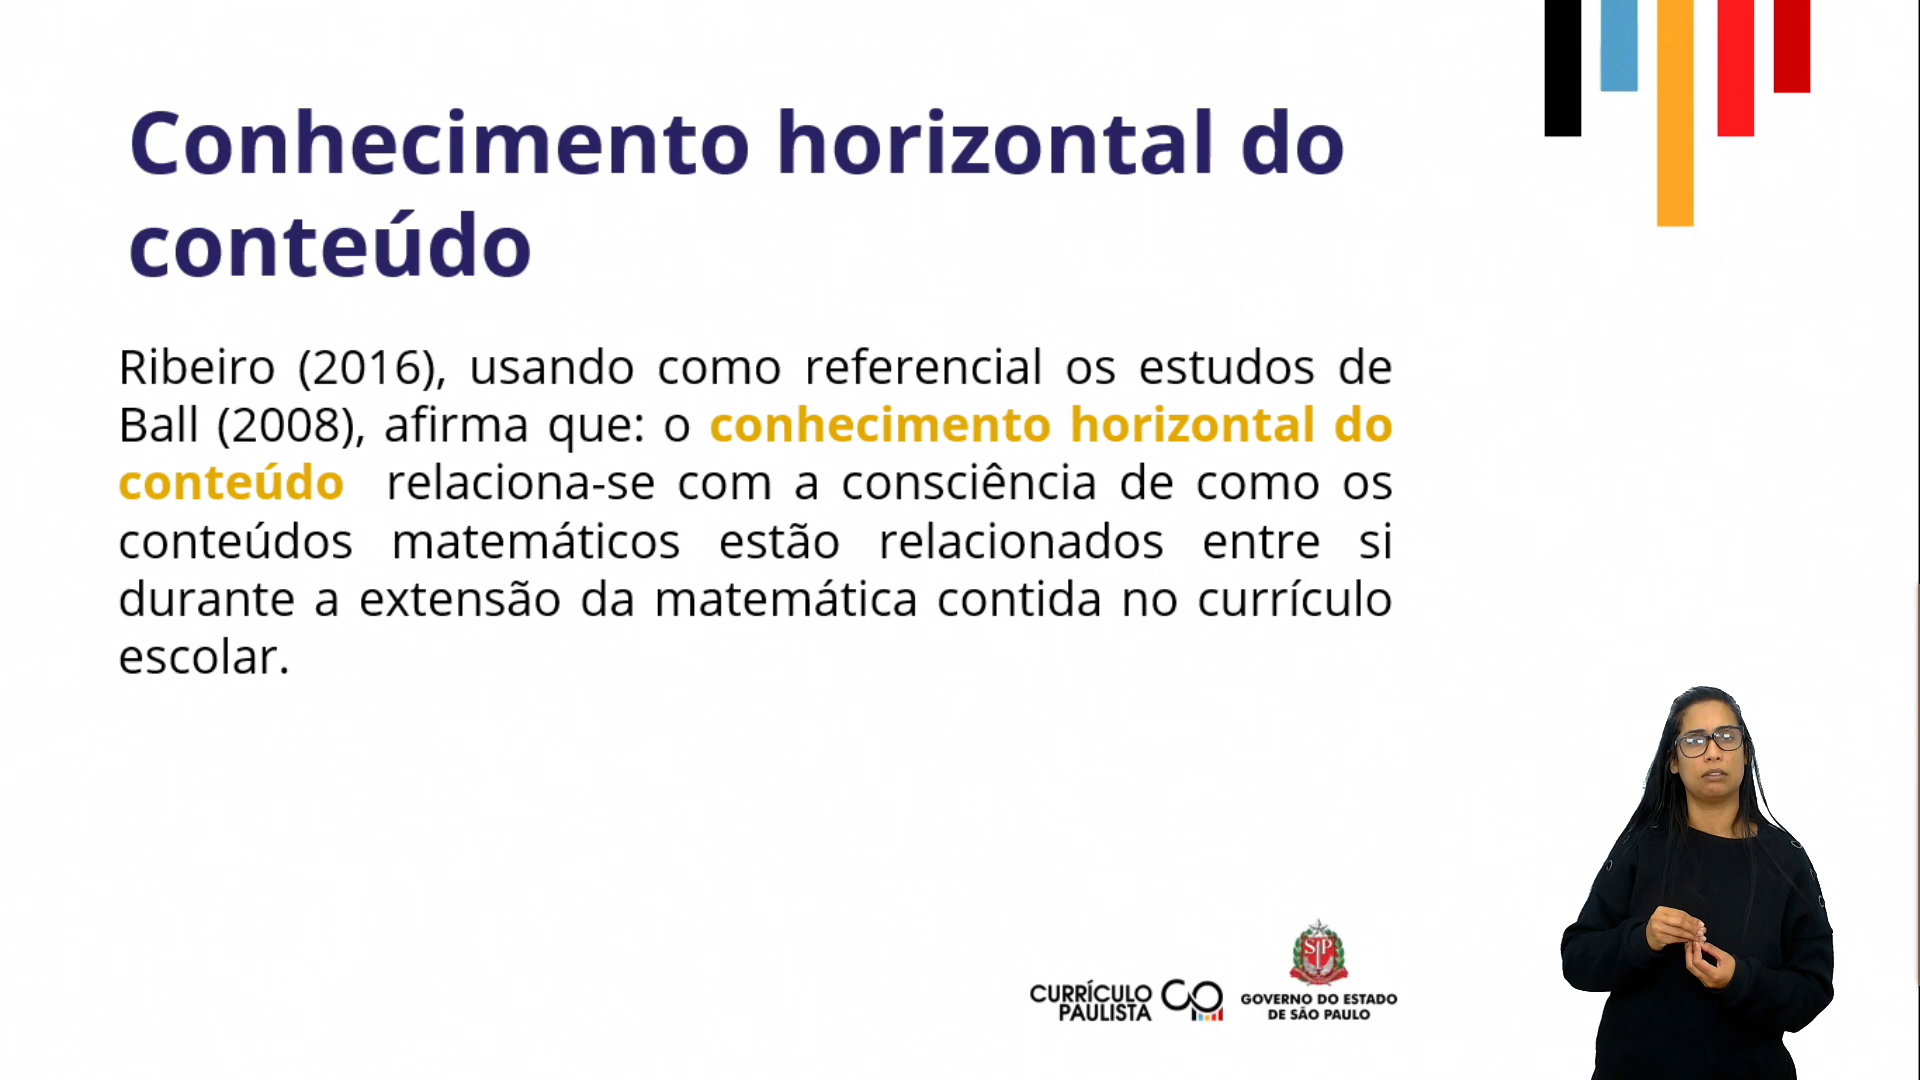 Conhecimento horizontal do
conteúdo
Ribeiro (2016), usando como referencial os estudos de
Ball (2008), afirma que: o conhecimento horizontal do
conteúdo relaciona-se com a consciência de como os
conteúdos matemáticos estão relacionados entre si
durante a extensão da matemática contida no currículo
escolar.
SP
CURRÍCULO
PAULISTA
GOVERNO DO ESTADO
DE SÃO PAULO